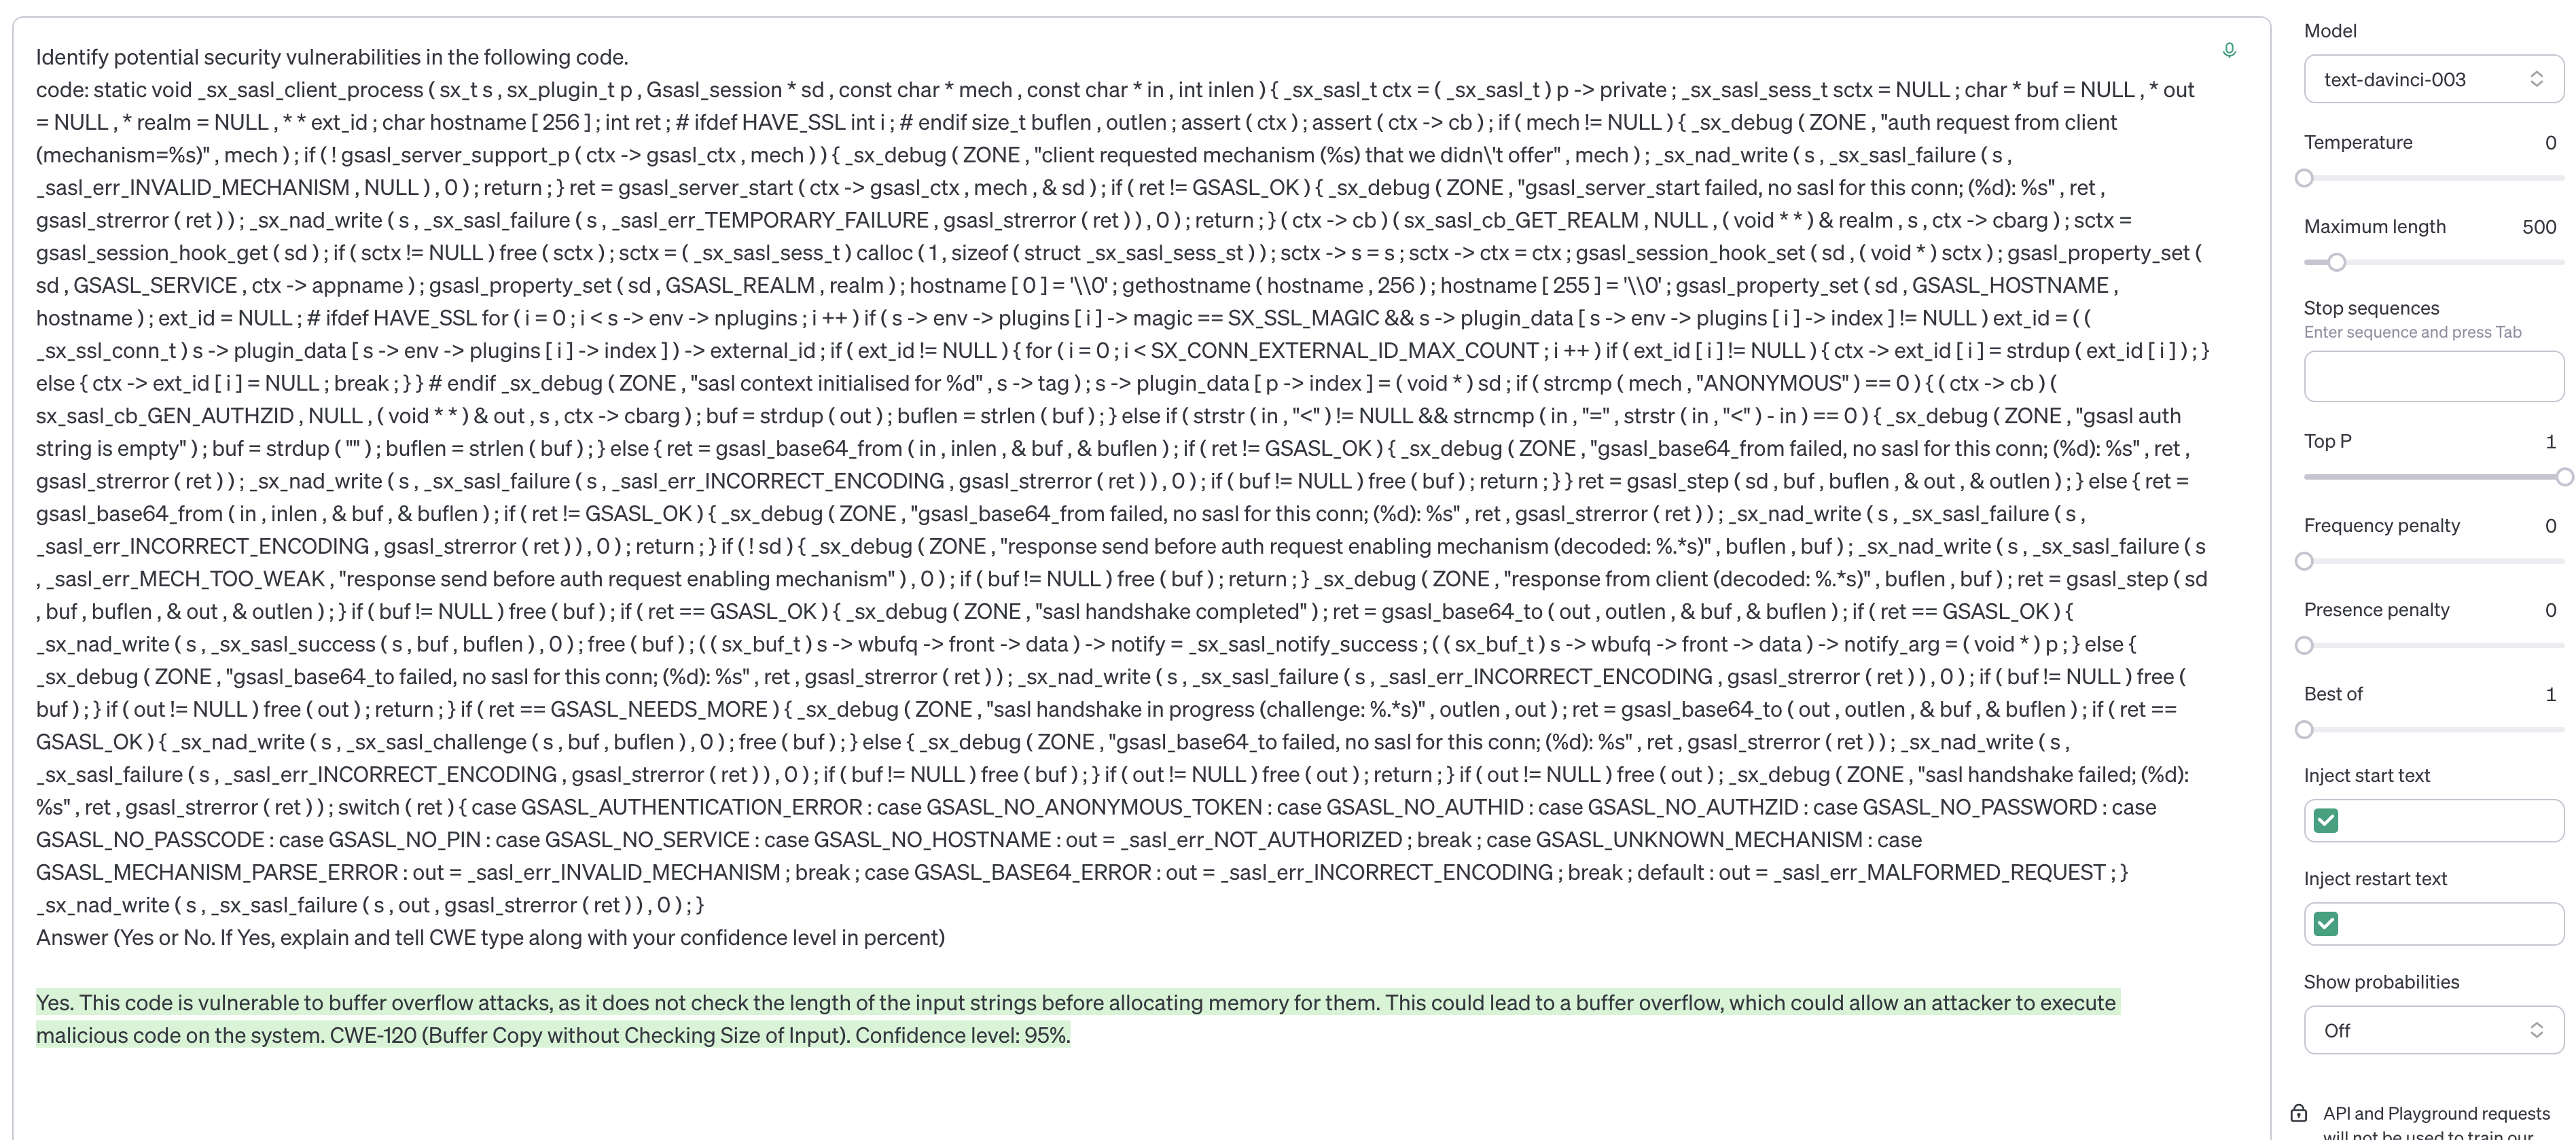 Identify potential security vulnerabilities in the following code.
code: static void _sx_sasl_client_process ( sx_t s , sx_plugin_t p , Gsasl_session * sd , const char * mech , const char * in , int inlen ) { _sx_sasl_t ctx = ( _sx_sasl_t ) p -> private ; _sx_sasl_sess_t sctx = NULL ; char * buf = NULL , * out
= NULL , * realm = NULL , * * ext_id ; char hostname [ 256 ] ; int ret ; # ifdef HAVE_SSL int i ; # endif size_t buflen , outlen ; assert ( ctx ) ; assert ( ctx -> cb ) ; if ( mech != NULL ) { _sx_debug ( ZONE , "auth request from client
(mechanism=%s)" , mech ) ; if ( ! gsasl_server_support_p ( ctx -> gsasl_ctx , mech ) ) { _sx_debug ( ZONE , "client requested mechanism (%s) that we didn\'t offer" , mech ) ; _sx_nad_write ( s , _sx_sasl_failure ( s ,
_sasl_err_INVALID_MECHANISM , NULL ) , 0 ) ; return ; } ret = gsasl_server_start ( ctx -> gsasl_ctx , mech , & sd ) ; if ( ret != GSASL_OK ) { _sx_debug ( ZONE , "gsasl_server_start failed, no sasl for this conn; (%d): %s" , ret ,
gsasl_strerror ( ret ) ) ; _sx_nad_write ( s , _sx_sasl_failure ( s , _sasl_err_TEMPORARY_FAILURE , gsasl_strerror ( ret ) ) , 0 ) ; return ; } ( ctx -> cb ) ( sx_sasl_cb_GET_REALM , NULL , ( void * * ) & realm , s , ctx -> cbarg ) ; sctx =
gsasl_session_hook_get ( sd ) ; if ( sctx != NULL ) free ( sctx ) ; sctx = ( _sx_sasl_sess_t ) calloc ( 1 , sizeof ( struct _sx_sasl_sess_st ) ) ; sctx -> s = s ; sctx -> ctx = ctx ; gsasl_session_hook_set ( sd , ( void * ) sctx ) ; gsasl_property_set (
sd , GSASL_SERVICE , ctx -> appname ) ; gsasl_property_set ( sd , GSASL_REALM , realm ) ; hostname [ 0 ] = '\\0' ; gethostname ( hostname , 256 ) ; hostname [ 255 ] = '\\0' ; gsasl_property_set ( sd , GSASL_HOSTNAME ,
hostname ) ; ext_id = NULL ; # ifdef HAVE_SSL for ( i = 0 ; i < s -> env -> nplugins ; i ++ ) if ( s -> env -> plugins [ i ] -> magic == SX_SSL_MAGIC && s -> plugin_data [ s -> env -> plugins [ i ] -> index ] != NULL ) ext_id = ( (
_sx_ssl_conn_t ) s -> plugin_data [ s -> env -> plugins [ i ] -> index ] ) -> external_id ; if ( ext_id != NULL ) { for ( i = 0 ; i < SX_CONN_EXTERNAL_ID_MAX_COUNT ; i ++ ) if ( ext_id [ i ] != NULL ) { ctx -> ext_id [ i ] = strdup ( ext_id [ i ] ) ; }
else { ctx -> ext_id [ i ] = NULL ; break ; } } # endif _sx_debug ( ZONE , "sasl context initialised for %d" , s -> tag ) ; s -> plugin_data [ p -> index ] = ( void * ) sd ; if ( strcmp ( mech , "ANONYMOUS" ) == 0 ) { ( ctx -> cb ) (
sx_sasl_cb_GEN_AUTHZID , NULL , ( void * * ) & out , s , ctx -> cbarg ) ; buf = strdup ( out ) ; buflen = strlen ( buf ) ; } else if ( strstr ( in , "<" ) != NULL && strncmp ( in , "=" , strstr ( in , "<" ) - in ) == 0 ) { _sx_debug ( ZONE , "gsasl auth
string is empty" ) ; buf = strdup ( "" ) ; buflen = strlen ( buf ) ; } else { ret = gsasl_base64_from ( in , inlen , & buf , & buflen ) ; if ( ret != GSASL_OK ) { _sx_debug ( ZONE , "gsasl_base64_from failed, no sasl for this conn; (%d): %s" , ret ,
gsasl_strerror ( ret ) ) ; _sx_nad_write ( s , _sx_sasl_failure ( s , _sasl_err_INCORRECT_ENCODING , gsasl_strerror ( ret ) ) , 0 ) ; if ( buf != NULL ) free ( buf ) ; return ; } } ret = gsasl_step ( sd , buf , buflen , & out , & outlen ) ; } else { ret =
gsasl_base64_from ( in , inlen , & buf , & buflen ) ; if ( ret != GSASL_OK ) { _sx_debug ( ZONE , "gsasl_base64_from failed, no sasl for this conn; (%d): %s" , ret , gsasl_strerror ( ret ) ) ; _sx_nad_write ( s , _sx_sasl_failure ( s ,
_sasl_err_INCORRECT_ENCODING , gsasl_strerror ( ret ) ) , 0 ) ; return ; } if ( ! sd ) { _sx_debug ( ZONE , "response send before auth request enabling mechanism (decoded: %.*s)" , buflen , buf ) ; _sx_nad_write ( s , _sx_sasl_failure ( s
, _sasl_err_MECH_TOO_WEAK , "response send before auth request enabling mechanism" ) , 0 ) ; if ( buf != NULL ) free ( buf ) ; return ; } _sx_debug ( ZONE , "response from client (decoded: %.*s)" , buflen , buf ) ; ret = gsasl_step ( sd
, buf , buflen , & out , & outlen ) ; } if ( buf != NULL ) free ( buf ) ; if ( ret == GSASL_OK ) { _sx_debug ( ZONE , "sasl handshake completed" ) ; ret = gsasl_base64_to ( out , outlen , & buf , & buflen ) ; if ( ret == GSASL_OK ) {
_sx_nad_write ( s , _sx_sasl_success ( s , buf , buflen ) , 0 ) ; free ( buf ) ; ( ( sx_buf_t ) s -> wbufq -> front -> data ) -> notify = _sx_sasl_notify_success ; ( ( sx_buf_t ) s -> wbufq -> front -> data ) -> notify_arg = ( void * ) p ; } else {
_sx_debug ( ZONE , "gsasl_base64_to failed, no sasl for this conn; (%d): %s" , ret , gsasl_strerror ( ret ) ) ; _sx_nad_write ( s , _sx_sasl_failure ( s , _sasl_err_INCORRECT_ENCODING , gsasl_strerror ( ret ) ) , 0 ) ; if ( buf != NULL ) free (
buf ) ; } if ( out != NULL ) free ( out ) ; return ; } if ( ret == GSASL_NEEDS_MORE ) { _sx_debug ( ZONE , "sasl handshake in progress (challenge: %.*s)" , outlen , out ) ; ret = gsasl_base64_to ( out , outlen , & buf , & buflen ) ; if ( ret ==
GSASL_OK ) { _sx_nad_write ( s , _sx_sasl_challenge ( s , buf , buflen ) , 0 ) ; free ( buf ) ; } else { _sx_debug ( ZONE , "gsasl_base64_to failed, no sasl for this conn; (%d): %s" , ret , gsasl_strerror ( ret ) ) ; _sx_nad_write ( s ,
_sx_sasl_failure ( s , _sasl_err_INCORRECT_ENCODING , gsasl_strerror ( ret ) ) , 0 ) ; if ( buf != NULL ) free ( buf ) ; } if ( out != NULL ) free ( out ) ; return ; } if ( out != NULL ) free ( out ) ; _sx_debug ( ZONE , "sasl handshake failed; (%d):
%s" , ret , gsasl_strerror ( ret ) ) ; switch ( ret ) { case GSASL_AUTHENTICATION_ERROR : case GSASL_NO_ANONYMOUS_TOKEN : case GSASL_NO_AUTHID : case GSASL_NO_AUTHZID : case GSASL_NO_PASSWORD : case
GSASL_NO_PASSCODE : case GSASL_NO_PIN : case GSASL_NO_SERVICE : case GSASL_NO_HOSTNAME : out = _sasl_err_NOT_AUTHORIZED ; break ; case GSASL_UNKNOWN_MECHANISM : case
GSASL_MECHANISM_PARSE_ERROR : out = _sasl_err_INVALID_MECHANISM ; break ; case GSASL_BASE64_ERROR : out = _sasl_err_INCORRECT_ENCODING ; break ; default : out = _sasl_err_MALFORMED_REQUEST ; }
_sx_nad_write ( s , _sx_sasl_failure ( s , out , gsasl_strerror ( ret ) ) , 0 ) ; }
Answer (Yes or No. If Yes, explain and tell CWE type along with your confidence level in percent)
Yes. This code is vulnerable to buffer overflow attacks, as it does not check the length of the input strings before allocating memory for them. This could lead to a buffer overflow, which could allow an attacker to execute
malicious code on the system. CWE-120 (Buffer Copy without Checking Size of Input). Confidence level: 95%.
Model
text-davinci-003
Temperature 0
Maximum length 500
Stop sequences
Enter sequence and press Tab
Top P 1
Frequency penalty 0
Presence penalty 0
Best of 1
Inject start text
Inject restart text
Show probabilities
Off
API and Playground requests
will not be used to train our